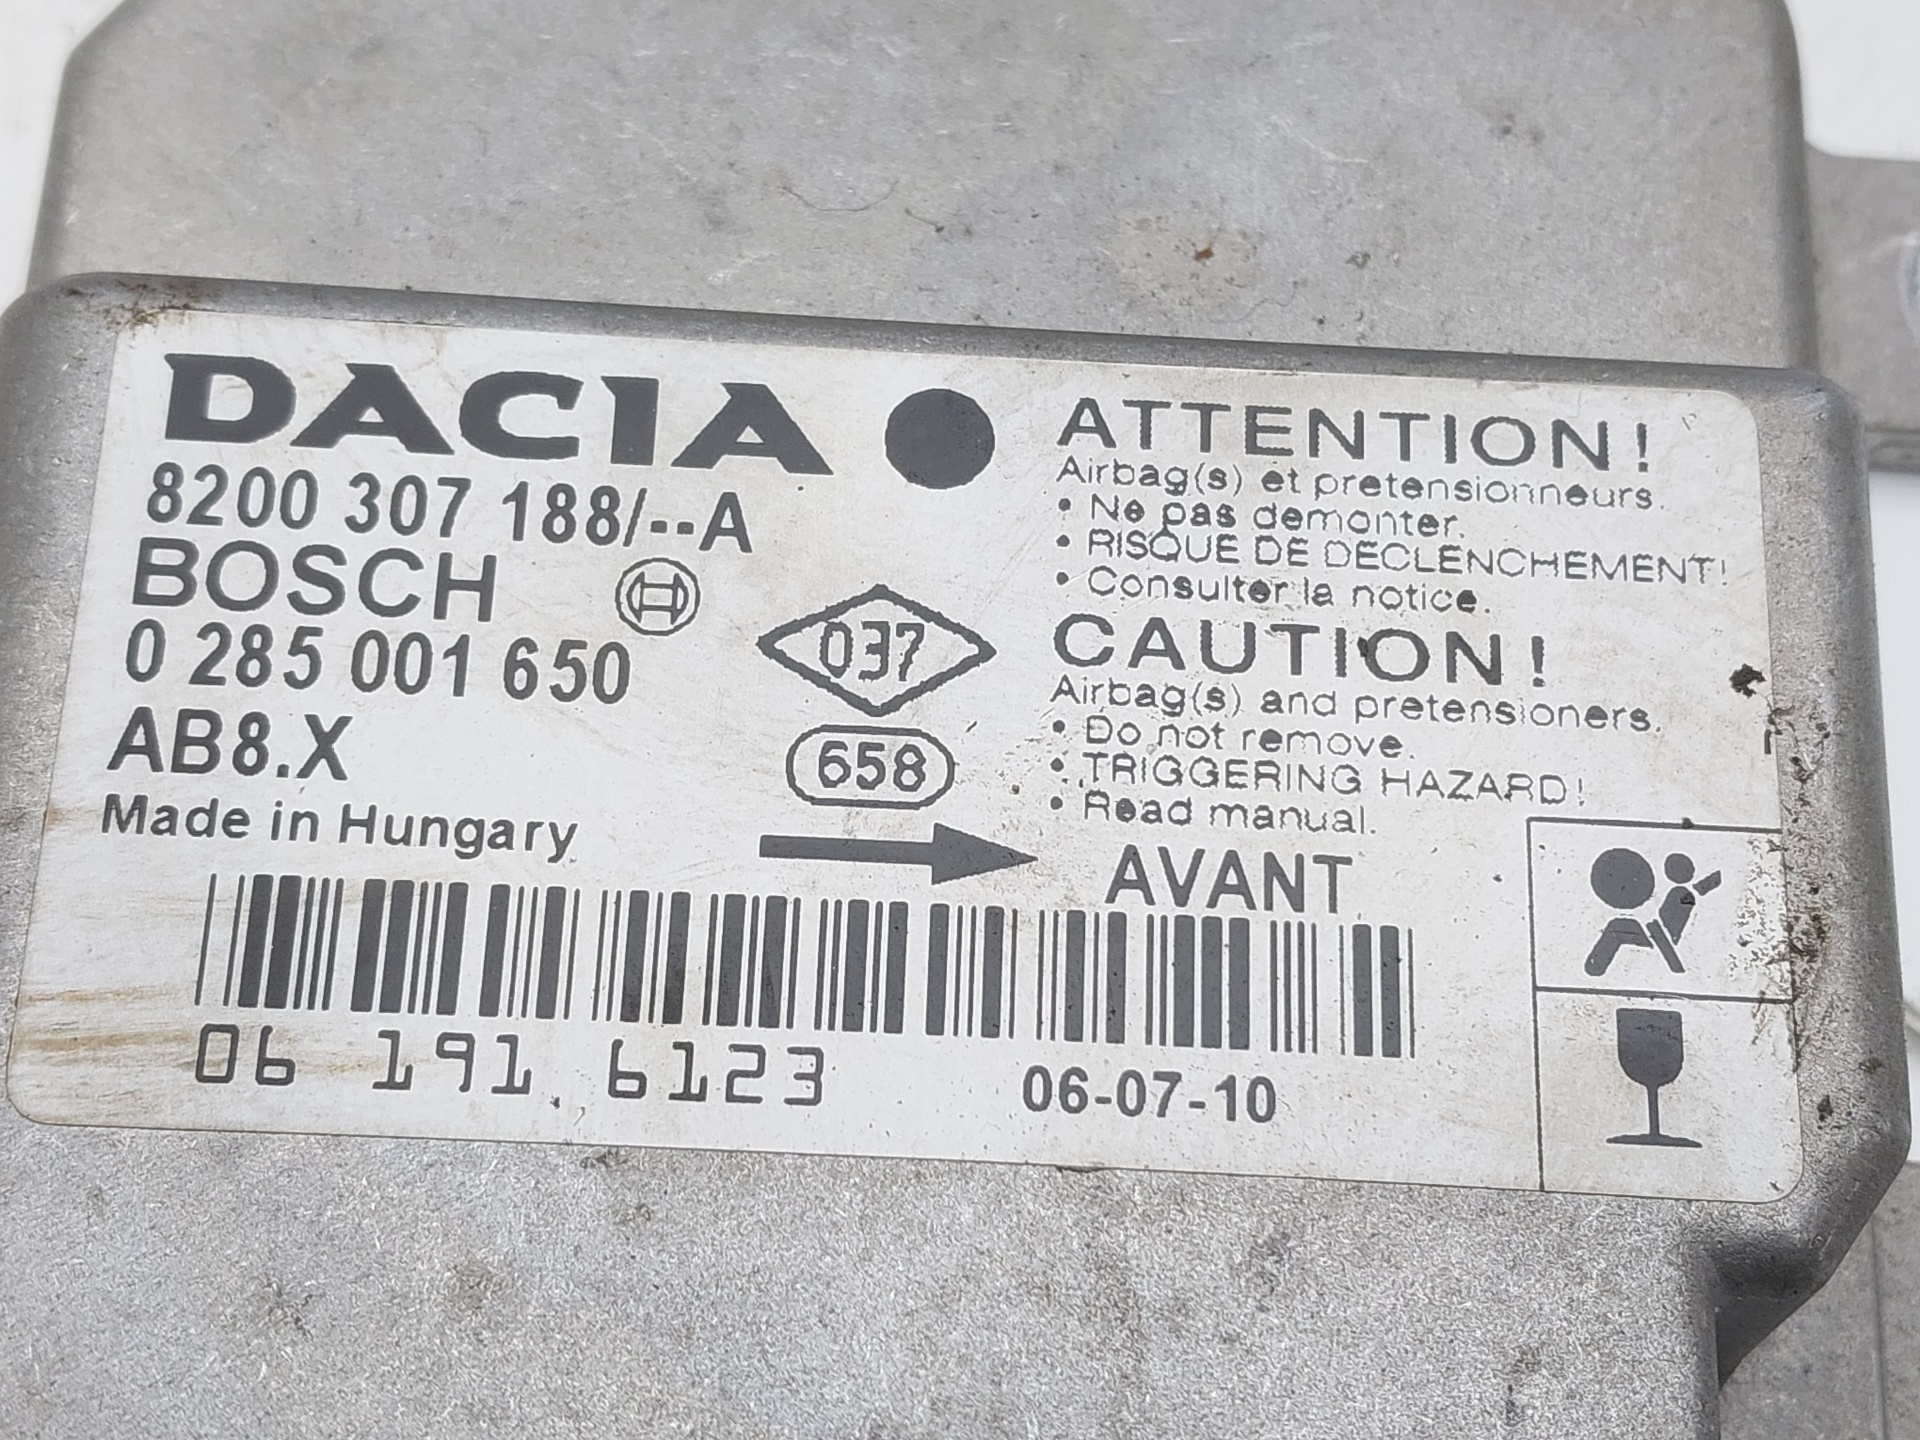 DACIA
8200 307 188/--A
BOSCH
0 285 001 650
AB8.X
Made in Hungary
037
658
ATTENTION!
Airbag(s) et pretensionneurs.
• Ne pas demonter.
• RISQUE DE DECLENCHEMENT!
• Consulter la notice.
CAUTION!
Airbag(s) and pretensioners.
• Do not remove.
• TRIGGERING HAZARD!
• Read manual.
AVANT
06 191 6123
06-07-10